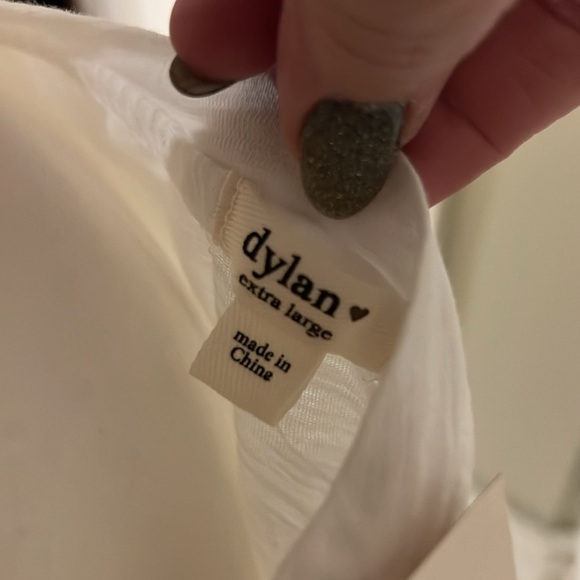 dylan ♥
extra large
made in
China